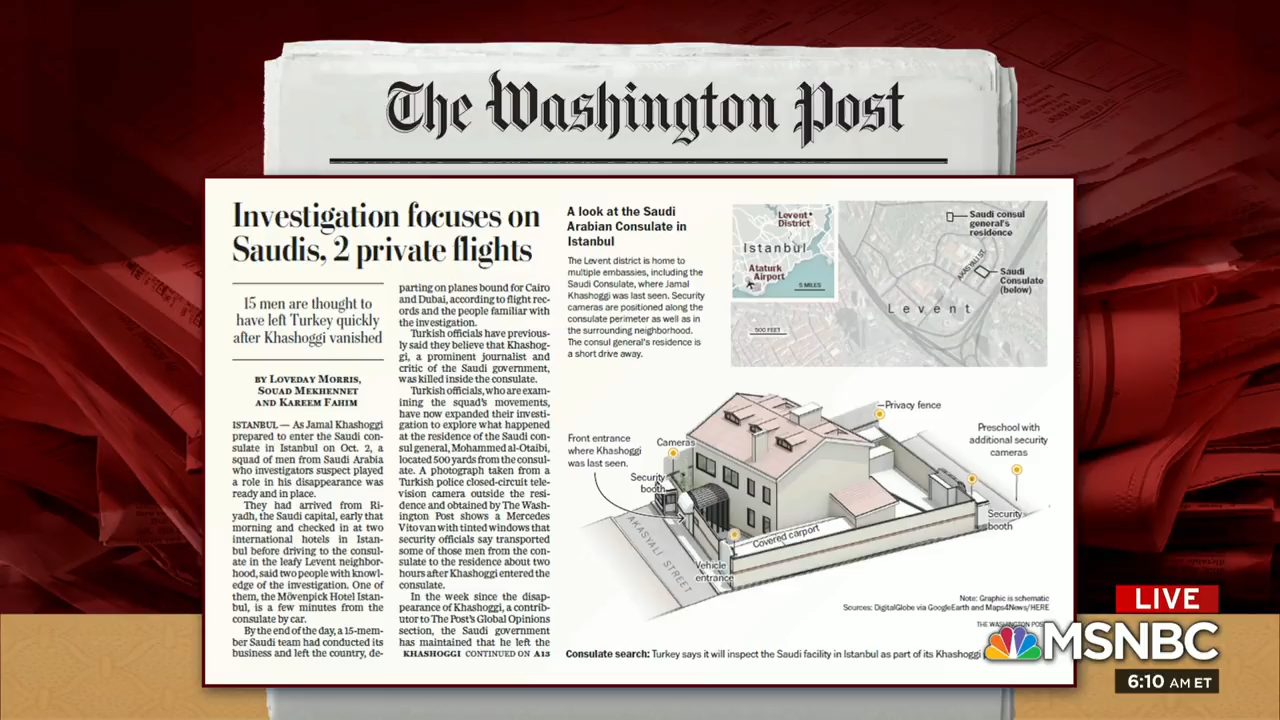 The Washington Post
Investigation focuses on
Saudis, 2 private flights
15 men are thought to
have left Turkey quickly
after Khashoggi vanished
BY LOVEDAY MORRIS,
SOUAD MEKHENNET
AND KAREEM FAHIM
ISTANBUL — As Jamal Khashoggi
prepared to enter the Saudi con-
sulate in Istanbul on Oct. 2, a
squad of men from Saudi Arabia
who investigators suspect played
a role in his disappearance was
ready and in place.
They had arrived from Ri-
yadh, the Saudi capital, early that
morning and checked in at two
international hotels in Istan-
bul before driving to the consul-
ate in the leafy Levent neighbor-
hood, said two people with knowl-
edge of the investigation. One of
them, the Mövenpick Hotel Istan-
bul, is a few minutes from the
consulate by car.
By the end of the day, a 15-mem-
ber Saudi team had conducted its
business and left the country, de-
parting on planes bound for Cairo
and Dubai, according to flight rec-
ords and the people familiar with
the investigation.
Turkish officials have previous-
ly said they believe that Khashog-
gi, a prominent journalist and
critic of the Saudi government,
was killed inside the consulate.
Turkish officials, who are exam-
ining the squad's movements,
have now expanded their investi-
gation to explore what happened
at the residence of the Saudi con-
sul general, Mohammed al-Otaibi,
located 500 yards from the consul-
ate. A photograph taken from a
Turkish police closed-circuit tele-
vision camera outside the resi-
dence and obtained by The Wash-
ington Post shows a Mercedes
Vito van with tinted windows that
security officials say transported
some of those men from the con-
sulate to the residence about two
hours after Khashoggi entered the
consulate.
In the week since the disap-
pearance of Khashoggi, a contrib-
utor to The Post's Global Opinions
section, the Saudi government
has maintained that he left the
KHASHOGGI CONTINUED ON A13
A look at the Saudi
Arabian Consulate in
Istanbul
The Levent district is home to
multiple embassies, including the
Saudi Consulate, where Jamal
Khashoggi was last seen. Security
cameras are positioned along the
consulate perimeter as well as in
the surrounding neighborhood.
The consul general's residence is
a short drive away.
Levent
District
Istanbul
Ataturk
Airport
5 MILES
500 FEET
Saudi consul
general's
residence
AKASYALI ST.
Saudi
Consulate
(below)
Levent
Front entrance
where Khashoggi
was last seen.
Cameras
Security
booth
Privacy fence
Preschool with
additional security
cameras
Security
booth
Covered carport
Vehicle
entrance
AKASYALI STREET
Note: Graphic is schematic
Sources: DigitalGlobe via GoogleEarth and Maps4News/HERE
THE WASHINGTON POS
Consulate search: Turkey says it will inspect the Saudi facility in Istanbul as part of its Khashoggi
LIVE
MSNBC
6:10 AM ET